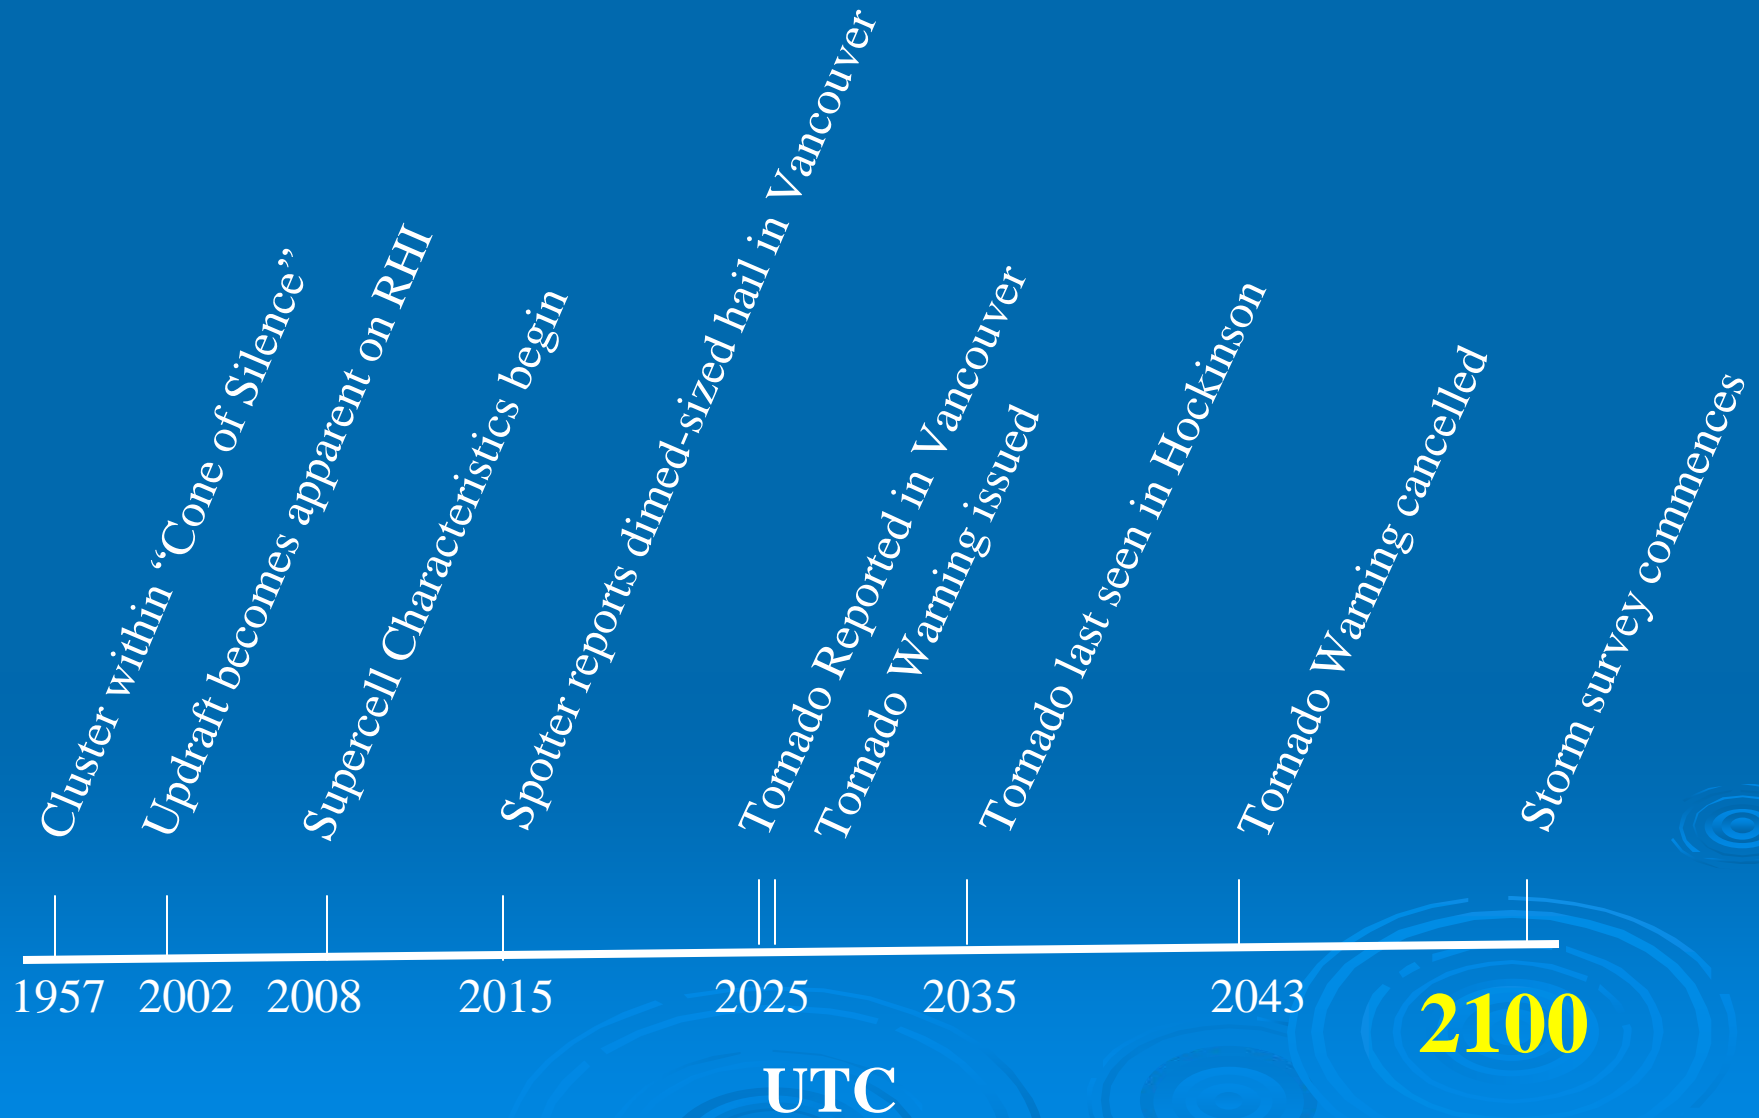 Cluster within “Cone of Silence”
Updraft becomes apparent on RHI
Supercell Characteristics begin
Spotter reports dimed-sized hail in Vancouver
Tornado Reported in Vancouver
Tornado Warning issued
Tornado last seen in Hockinson
Tornado Warning cancelled
Storm survey commences
1957
2002
2008
2015
2025
2035
2043
2100
UTC